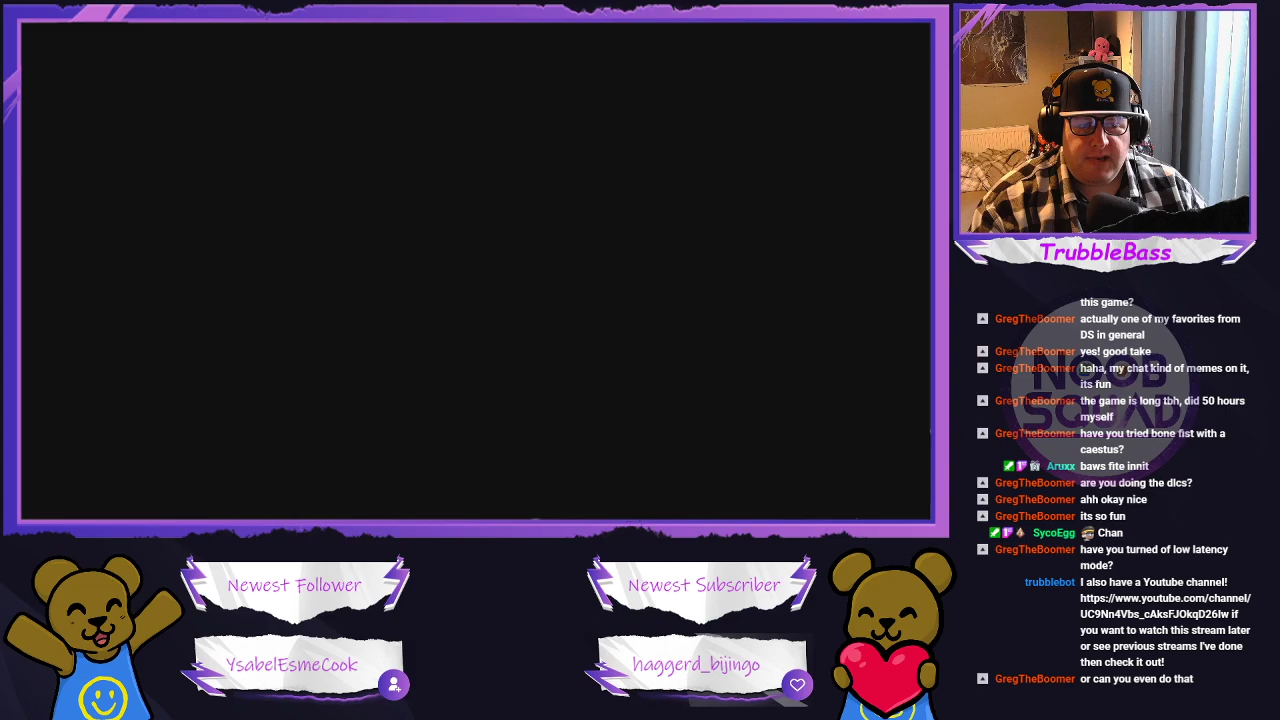 TrubbleBass
this game?
GregTheBoomer actually one of my favorites from
DS in general
GregTheBoomer yes! good take
GregTheBoomer haha, my chat kind of memes on it,
its fun
GregTheBoomer the game is long tbh, did 50 hours
myself
GregTheBoomer have you tried bone fist with a
caestus?
Aruxx baws fite innit
GregTheBoomer are you doing the dlcs?
GregTheBoomer ahh okay nice
GregTheBoomer its so fun
SycoEgg Chan
GregTheBoomer have you turned of low latency
mode?
trubblebot I also have a Youtube channel!
https://www.youtube.com/channel/
UC9Nn4Vbs_cAksFJOkqD26lw if
you want to watch this stream later
or see previous streams I've done
then check it out!
GregTheBoomer or can you even do that
NOOB
SQUAD
Newest Follower
YsabelEsmeCook
Newest Subscriber
haggerd_bijingo